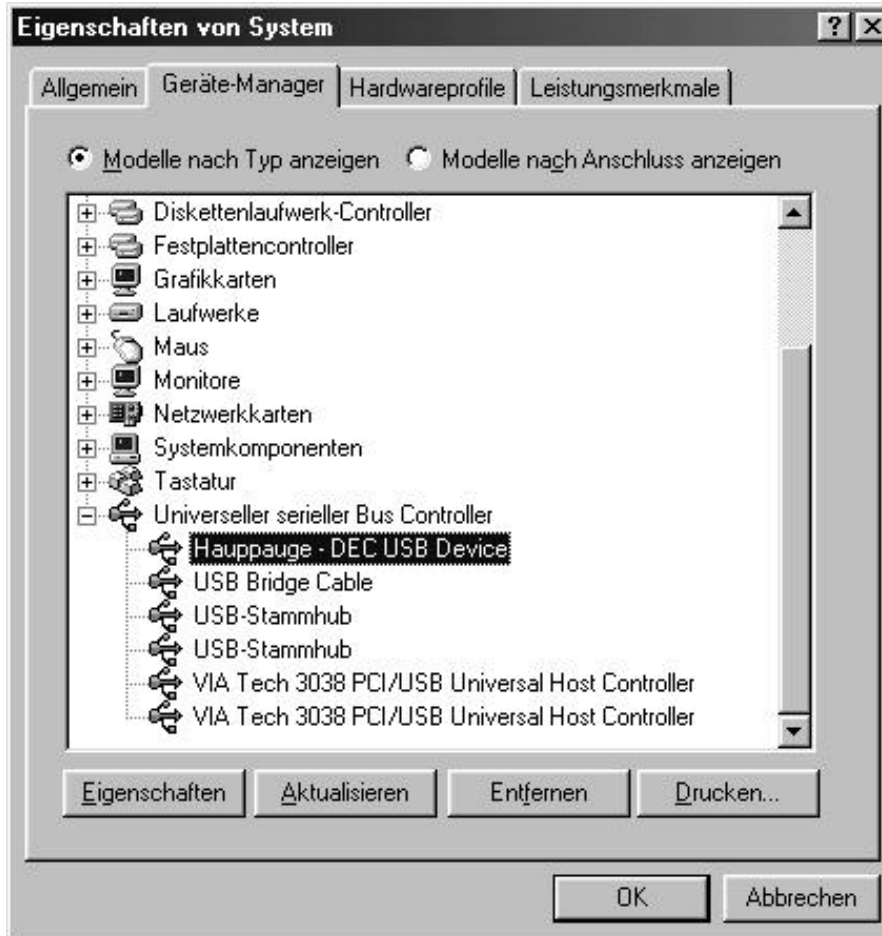 Eigenschaften von System
Allgemein Geräte-Manager Hardwareprofile Leistungsmerkmale
Modelle nach Typ anzeigen Modelle nach Anschluss anzeigen
Diskettenlaufwerk-Controller
Festplattencontroller
Grafikkarten
Laufwerke
Maus
Monitore
Netzwerkkarten
Systemkomponenten
Tastatur
Universeller serieller Bus Controller
Hauppauge - DEC USB Device
USB Bridge Cable
USB-Stammhub
USB-Stammhub
VIA Tech 3038 PCI/USB Universal Host Controller
VIA Tech 3038 PCI/USB Universal Host Controller
Eigenschaften Aktualisieren Entfernen Drucken...
OK Abbrechen